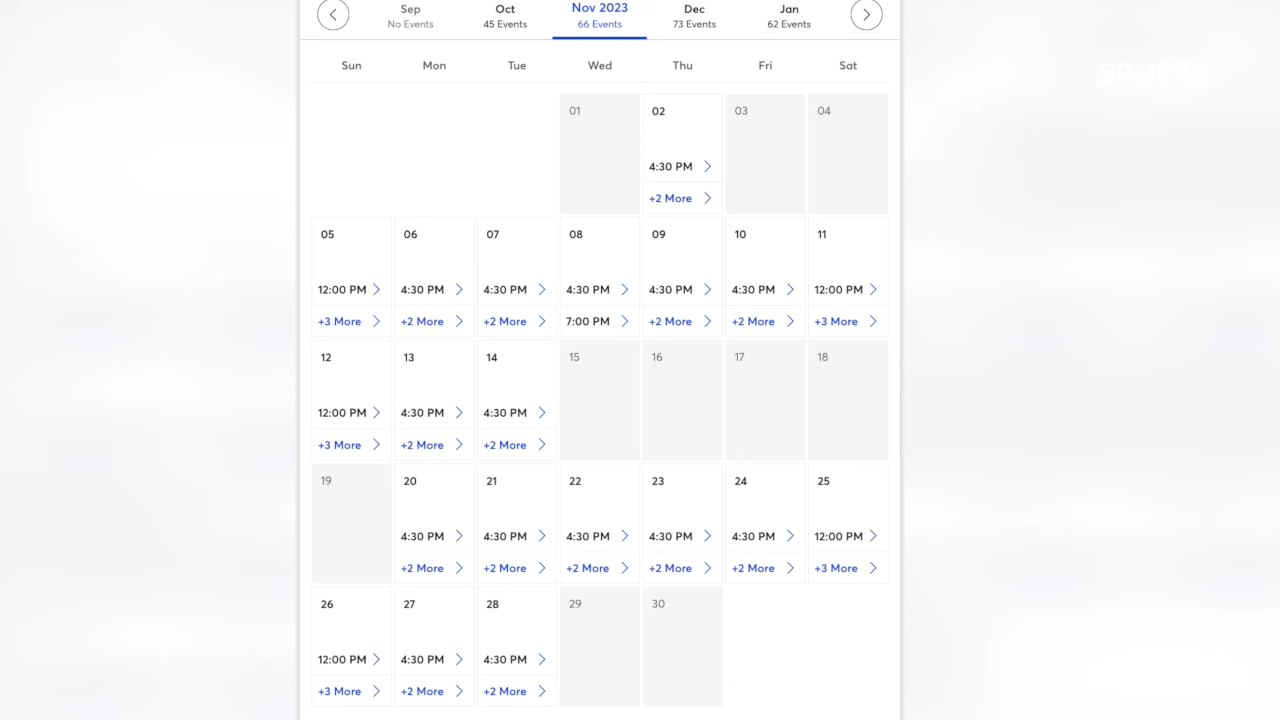 Sep Oct Nov 2023 Dec Jan
No Events 45 Events 66 Events 73 Events 62 Events
Sun Mon Tue Wed Thu Fri Sat
01 02 03 04
4:30 PM
+2 More
05 06 07 08 09 10 11
12:00 PM 4:30 PM 4:30 PM 4:30 PM 4:30 PM 4:30 PM 12:00 PM
+3 More +2 More +2 More 7:00 PM +2 More +2 More +3 More
12 13 14 15 16 17 18
12:00 PM 4:30 PM 4:30 PM
+3 More +2 More +2 More
19 20 21 22 23 24 25
4:30 PM 4:30 PM 4:30 PM 4:30 PM 4:30 PM 12:00 PM
+2 More +2 More +2 More +2 More +2 More +3 More
26 27 28 29 30
12:00 PM 4:30 PM 4:30 PM
+3 More +2 More +2 More
SPHERE